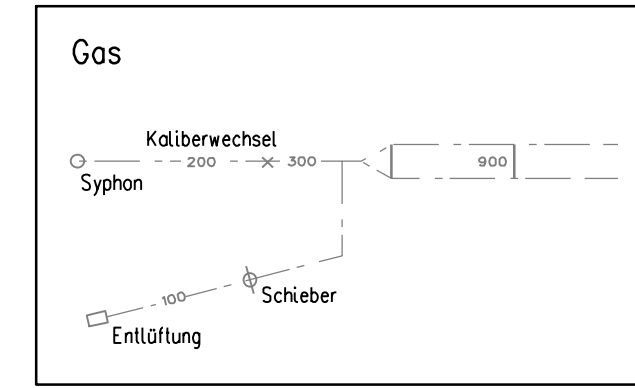 Gas
Kaliberwechsel
200
300
900
Syphon
100
Schieber
Entlüftung